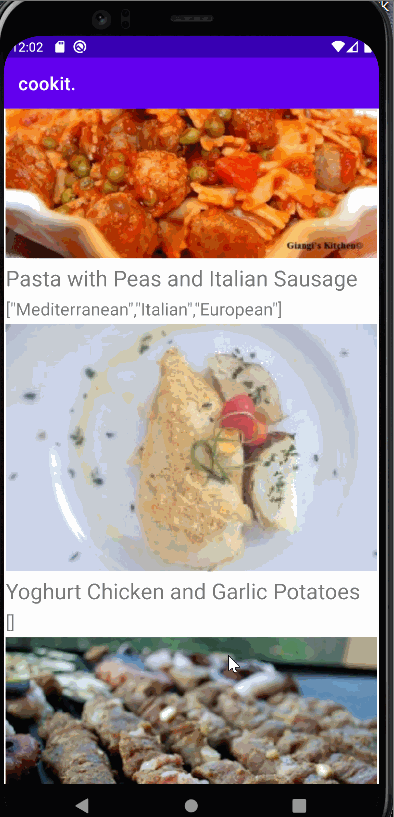 12:02
cookit.
Giangi's Kitchen©
Pasta with Peas and Italian Sausage
["Mediterranean","Italian","European"]
Yoghurt Chicken and Garlic Potatoes
[]